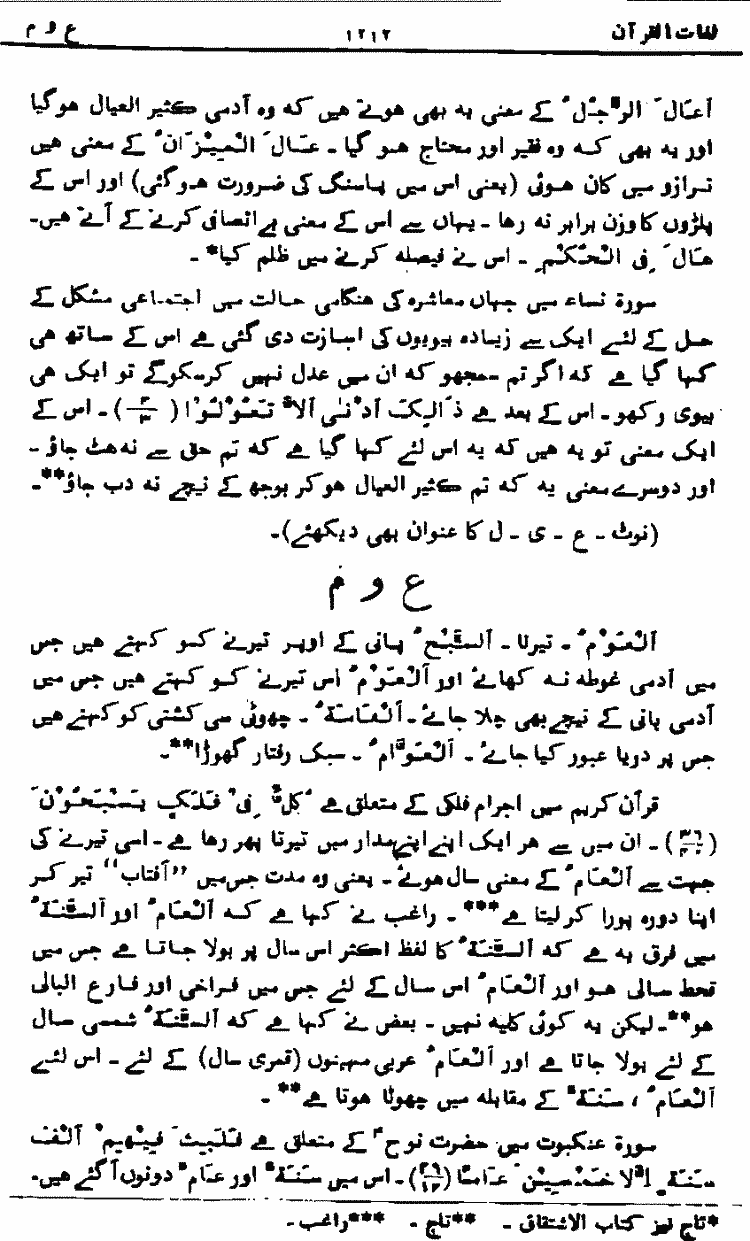 لغات القرآن ۱۲۱۲ ع و م
اَعَالَ الرَّجُلُ کے معنی یہ بھی ہوتے ہیں کہ وہ آدمی کثیر العیال ہوگیا
اور یہ بھی کہ وہ فقیر اور محتاج ہو گیا ۔ عَالَ الْمِیْزَانُ کے معنی ہیں
ترازو میں کان ہوئی (یعنی اس میں پاسنگ کی ضرورت ہوگئی) اور اس کے
پلڑوں کا وزن برابر نہ رہا ۔ یہاں سے اس کے معنی بے انصافی کرنے کے آتے ہیں۔
عَالَ فِی الْحُکْمِ ۔ اس نے فیصلہ کرنے میں ظلم کیا* ۔
سورۃ نساء میں جہاں معاشرہ کی ہنگامی حالت میں اجتماعی مشکل کے
حل کے لئے ایک سے زیادہ بیویوں کی اجازت دی گئی ہے اس کے ساتھ ہی
کہا گیا ہے کہ اگر تم سمجھو کہ ان میں عدل نہیں کر سکوگے تو ایک ہی
بیوی رکھو۔ اس کے بعد ہے ذَالِکَ اَدْنٰی اَلَّا تَعُوْلُوْا (۴/۳)۔ اس کے
ایک معنی تو یہ ہیں کہ یہ اس لئے کہا گیا ہے کہ تم حق سے نہ ہٹ جاؤ ۔
اور دوسرے معنی یہ کہ تم کثیر العیال ہوکر بوجھ کے نیچے نہ دب جاؤ**۔
(نوٹ ۔ ع ۔ ی ۔ ل کا عنوان بھی دیکھئے)۔
ع و م
اَلْعَوْمُ ۔ تیرنا ۔ اَلسَّبْحُ پانی کے اوپر تیرنے کو کہتے ہیں جس
میں آدمی غوطہ نہ کھائے اور اَلْعَوْمُ اس تیرنے کو کہتے ہیں جس میں
آدمی پانی کے نیچے بھی چلا جائے۔ اَلْعَامَۃُ ۔ چھوٹی سی کشتی کو کہتے ہیں
جس پر دریا عبور کیا جائے ۔ اَلْعَوَّامُ ۔ سبک رفتار گھوڑا**۔
قرآن کریم میں اجرام فلکی کے متعلق ہے کُلٌّ فِیْ فَلَکٍ یَسْبَحُوْنَ
(۳۶/۴۰) ۔ ان میں سے ہر ایک اپنے اپنے مدار میں تیرتا پھر رہا ہے ۔ اسی تیرنے کی
جہت سے اَلْعَامُ کے معنی سال ہوئے ۔ یعنی وہ مدت جس میں ”آفتاب“ تیر کر
اپنا دورہ پورا کر لیتا ہے*** ۔ راغب نے کہا ہے کہ اَلْعَامُ اور اَلسَّنَۃُ
میں فرق یہ ہے کہ اَلسَّنَۃُ کا لفظ اکثر اس سال پر بولا جاتا ہے جس میں
قحط سالی ہو اور اَلْعَامُ اس سال کے لئے جس میں فراخی اور فارغ البالی
ہو**۔ لیکن یہ کوئی کلیہ نہیں ۔ بعض نے کہا ہے کہ اَلسَّنَۃُ شمسی سال
کے لئے بولا جاتا ہے اور اَلْعَامُ عربی مہینوں (قمری سال) کے لئے ۔ اس لئے
اَلْعَامُ ، سَنَۃٌ کے مقابلہ میں چھوٹا ہوتا ہے** ۔
سورۃ عنکبوت میں حضرت نوحؑ کے متعلق ہے فَلَبِثَ فِیْھِمْ اَلْفَ
سَنَۃٍ اِلَّا خَمْسِیْنَ عَامًا (۲۹/۱۴)۔ اس میں سَنَۃٌ اور عَامٌ دونوں آ گئے ہیں۔
*تاج نیز کتاب الاشتقاق ۔ **تاج ۔ ***راغب۔